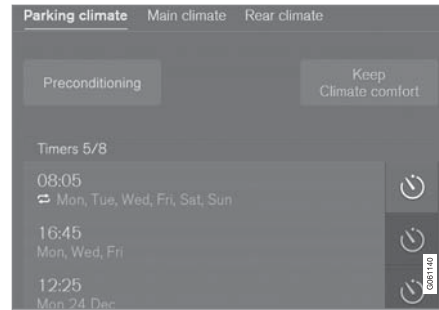 Parking climate Main climate Rear climate
Preconditioning
Keep
Climate comfort
Timers 5/8
08:05
Mon, Tue, Wed, Fri, Sat, Sun
16:45
Mon, Wed, Fri
12:25
Mon 24 Dec
G061140